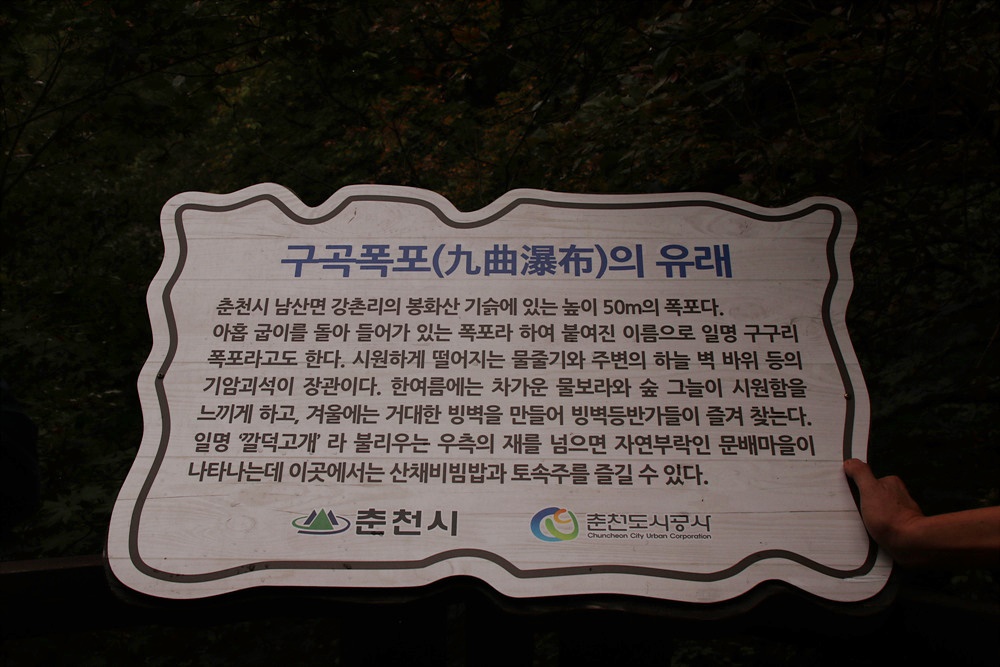 구곡폭포(九曲瀑布)의 유래
춘천시 남산면 강촌리의 봉화산 기슭에 있는 높이 50m의 폭포다.
아홉 굽이를 돌아 들어가 있는 폭포라 하여 붙여진 이름으로 일명 구구리
폭포라고도 한다. 시원하게 떨어지는 물줄기와 주변의 하늘 벽 바위 등의
기암괴석이 장관이다. 한여름에는 차가운 물보라와 숲 그늘이 시원함을
느끼게 하고, 겨울에는 거대한 빙벽을 만들어 빙벽등반가들이 즐겨 찾는다.
일명 '깔덕고개' 라 불리우는 우측의 재를 넘으면 자연부락인 문배마을이
나타나는데 이곳에서는 산채비빔밥과 토속주를 즐길 수 있다.
춘천시
춘천도시공사
Chuncheon City Urban Corporation